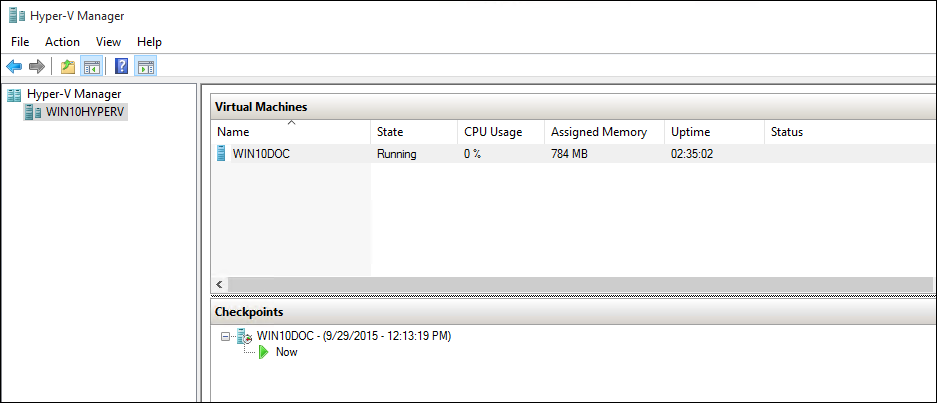 Hyper-V Manager
File Action View Help
Hyper-V Manager
WIN10HYPERV
Virtual Machines
Name State CPU Usage Assigned Memory Uptime Status
WIN10DOC Running 0 % 784 MB 02:35:02
Checkpoints
WIN10DOC - (9/29/2015 - 12:13:19 PM)
Now